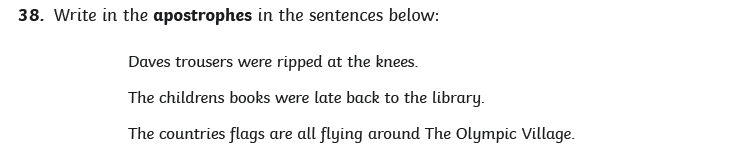 38. Write in the apostrophes in the sentences below:
Daves trousers were ripped at the knees.
The childrens books were late back to the library.
The countries flags are all flying around The Olympic Village.